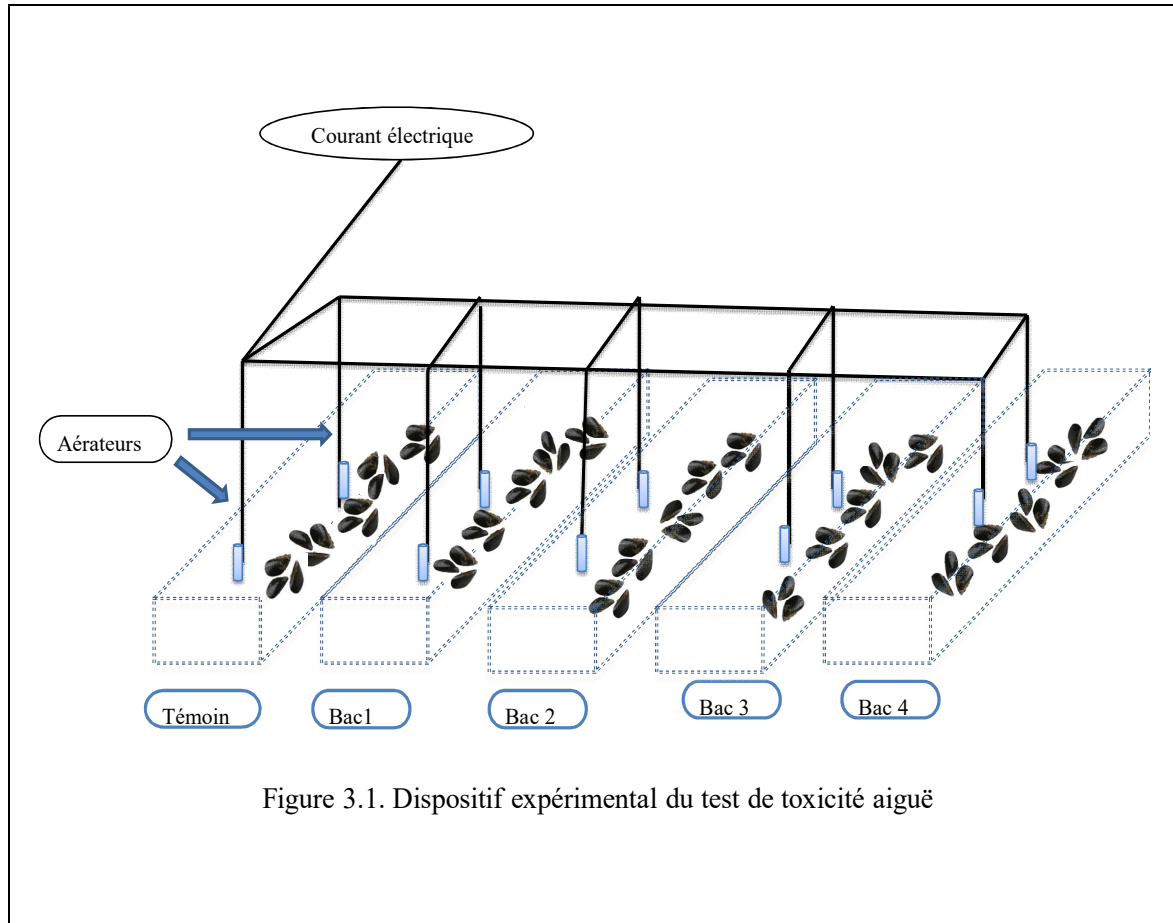 Courant électrique
Aérateurs
Témoin
Bac1
Bac 2
Bac 3
Bac 4
Figure 3.1. Dispositif expérimental du test de toxicité aiguë